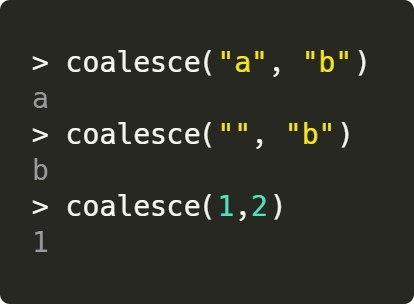 > coalesce("a", "b")
a
> coalesce("", "b")
b
> coalesce(1,2)
1